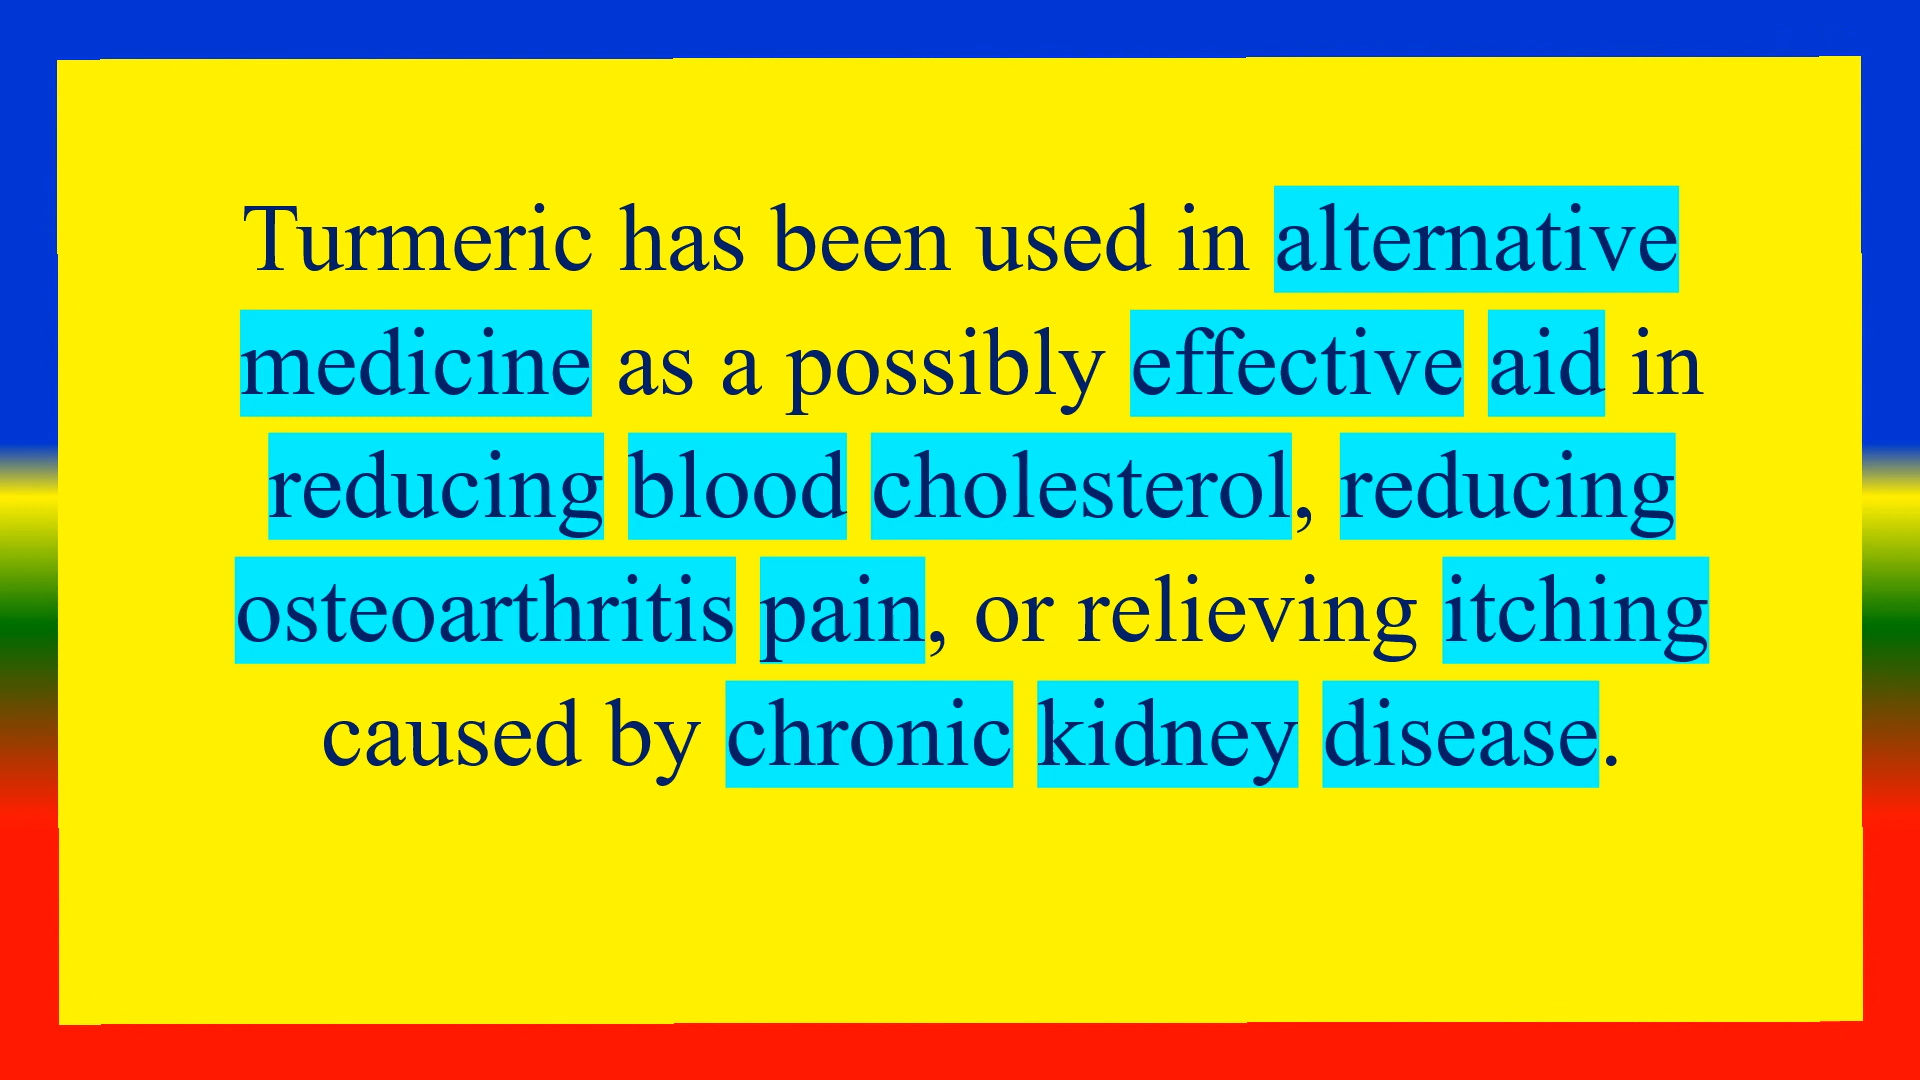 Turmeric has been used in alternative
medicine as a possibly effective aid in
reducing blood cholesterol, reducing
osteoarthritis pain, or relieving itching
caused by chronic kidney disease.